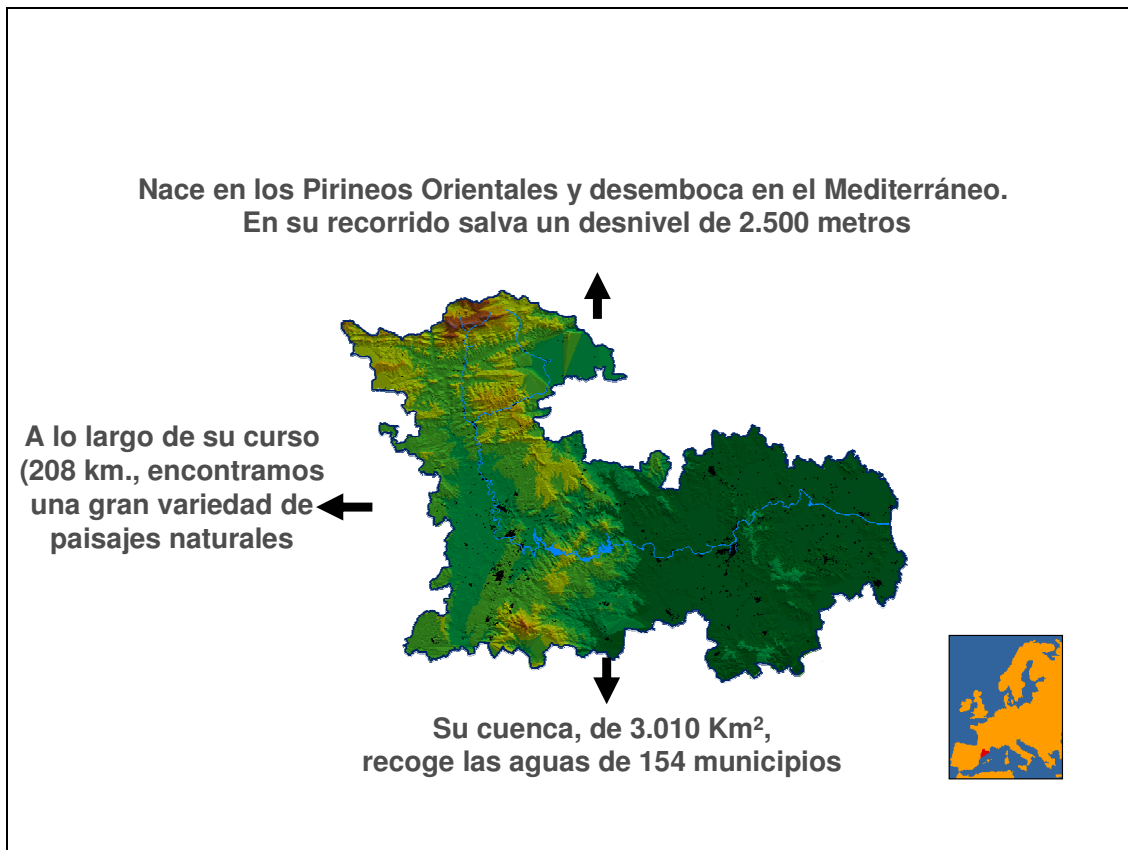 Nace en los Pirineos Orientales y desemboca en el Mediterráneo.
En su recorrido salva un desnivel de 2.500 metros
A lo largo de su curso
(208 km., encontramos
una gran variedad de
paisajes naturales
Su cuenca, de 3.010 Km²,
recoge las aguas de 154 municipios